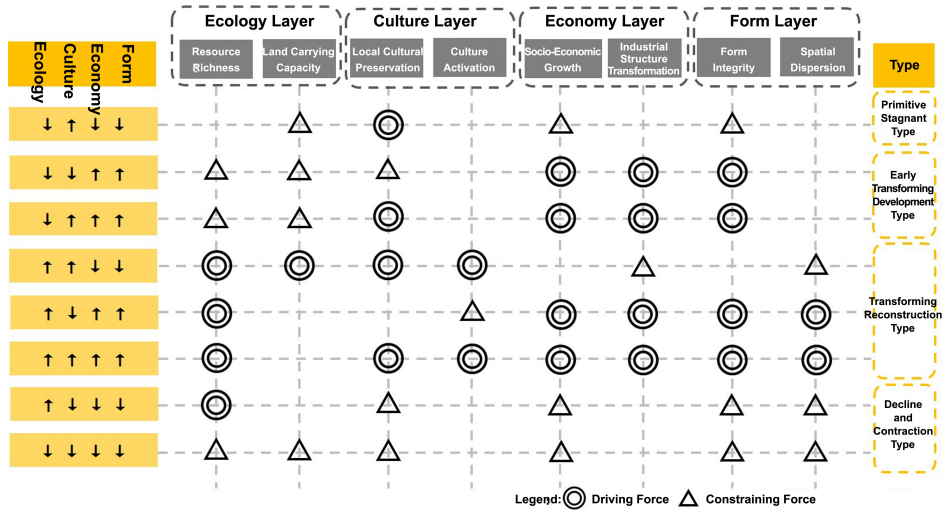 Ecology Layer Culture Layer Economy Layer Form Layer
Ecology Culture Economy Form
Resource Richness
Land Carrying Capacity
Local Cultural Preservation
Culture Activation
Socio-Economic Growth
Industrial Structure Transformation
Form Integrity
Spatial Dispersion
Type
↓ ↑ ↓ ↓
Primitive
Stagnant
Type
↓ ↓ ↑ ↑
↓ ↑ ↑ ↑
Early
Transforming
Development
Type
↑ ↑ ↓ ↓
↑ ↓ ↑ ↑
↑ ↑ ↑ ↑
Transforming
Reconstruction
Type
↑ ↓ ↓ ↓
↓ ↓ ↓ ↓
Decline
and
Contraction
Type
Legend: Driving Force Constraining Force